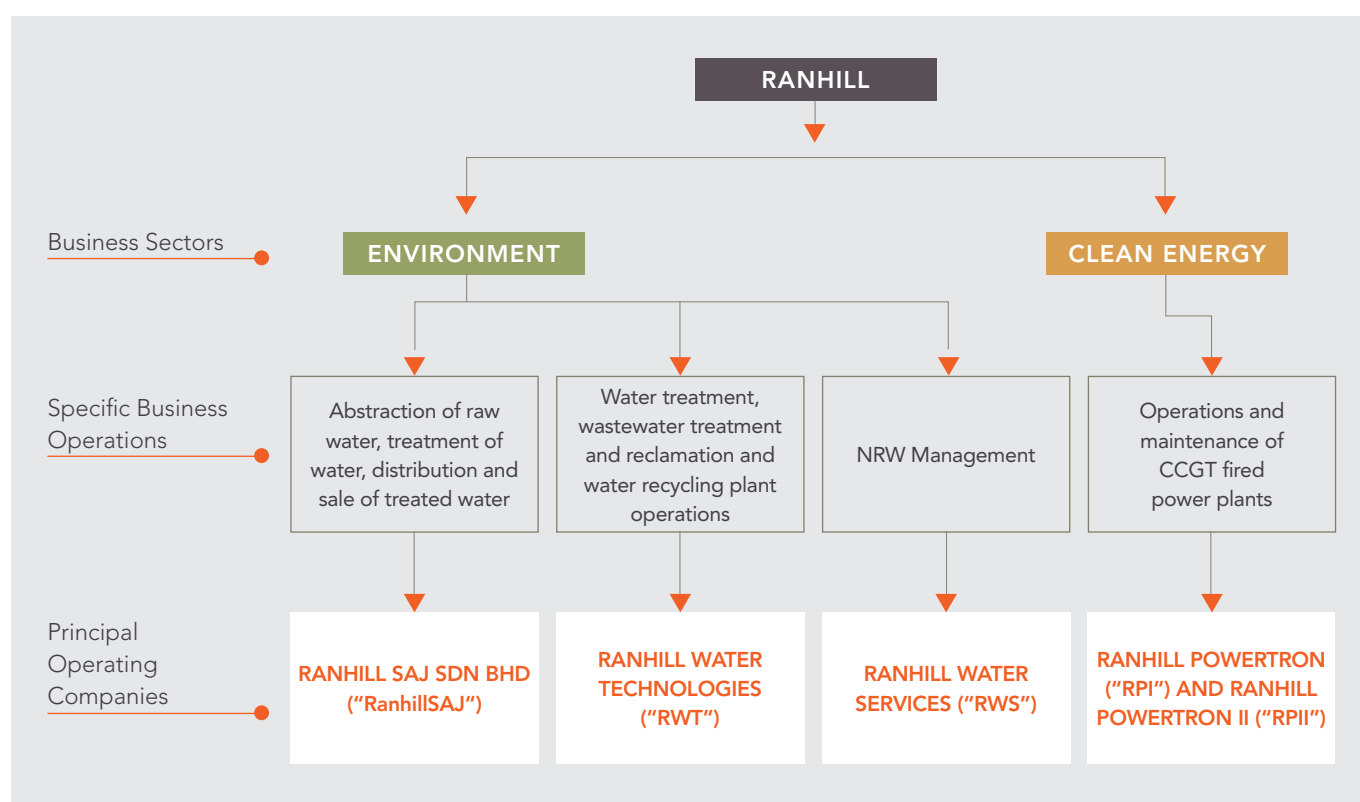 RANHILL
Business Sectors
ENVIRONMENT
CLEAN ENERGY
Specific Business
Operations
Abstraction of raw
water, treatment of
water, distribution and
sale of treated water
Water treatment,
wastewater treatment
and reclamation and
water recycling plant
operations
NRW Management
Operations and
maintenance of
CCGT fired
power plants
Principal
Operating
Companies
RANHILL SAJ SDN BHD
(“RanhillSAJ“)
RANHILL WATER
TECHNOLOGIES
(“RWT”)
RANHILL WATER
SERVICES (“RWS”)
RANHILL POWERTRON
(“RPI”) AND RANHILL
POWERTRON II (“RPII”)